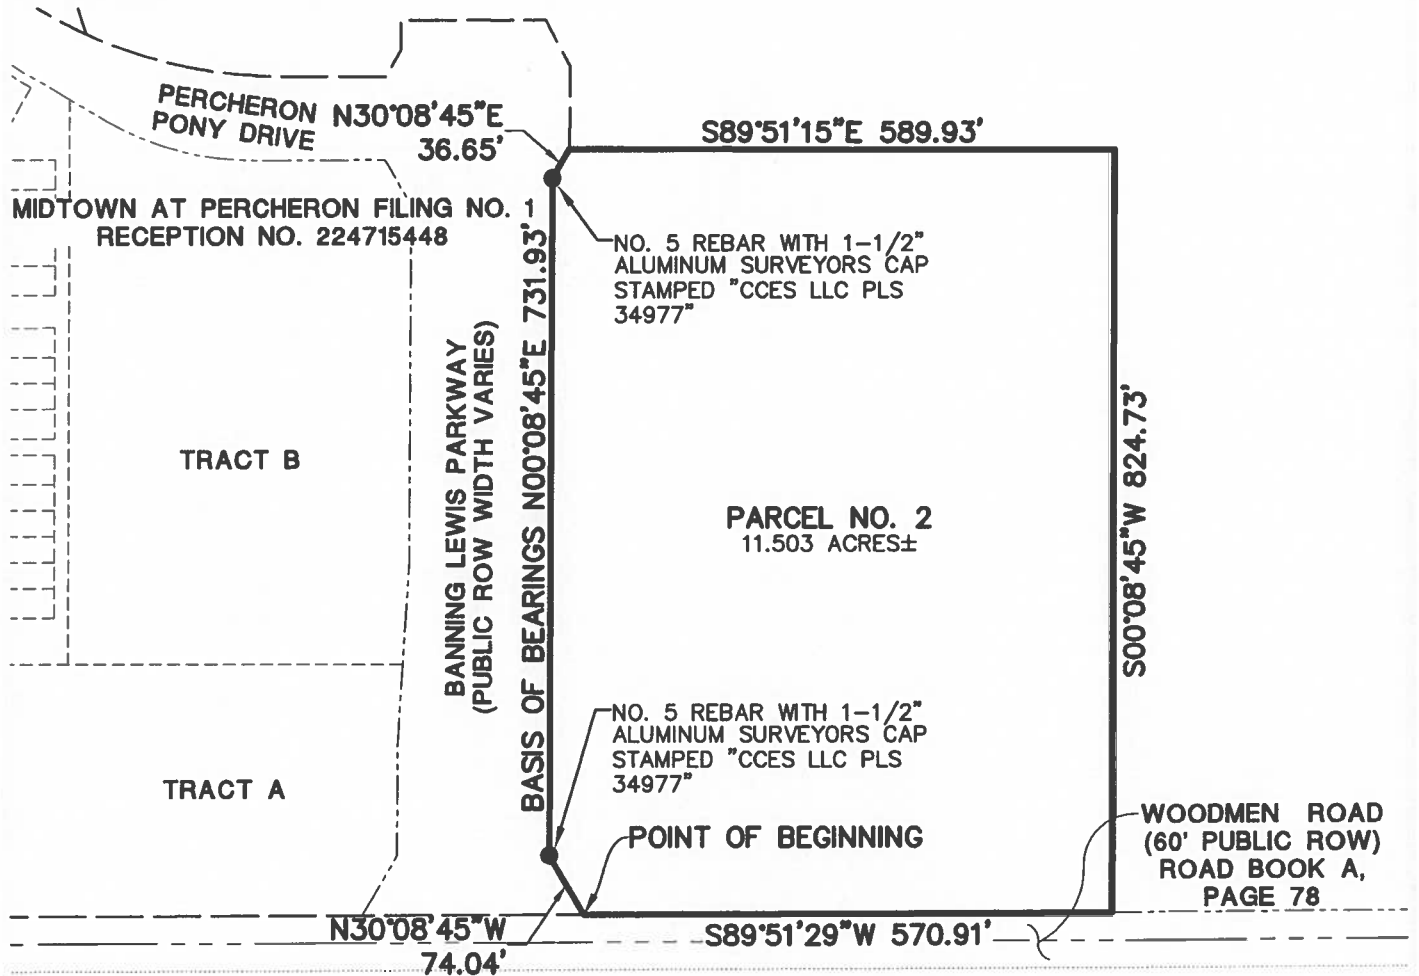 PERCHERON
PONY DRIVE
N30°08'45"E
36.65'
S89°51'15"E 589.93'
MIDTOWN AT PERCHERON FILING NO. 1
RECEPTION NO. 224715448
NO. 5 REBAR WITH 1-1/2"
ALUMINUM SURVEYORS CAP
STAMPED "CCES LLC PLS
34977"
BANNING LEWIS PARKWAY
(PUBLIC ROW WIDTH VARIES)
BASIS OF BEARINGS N00°08'45"E 731.93'
TRACT B
PARCEL NO. 2
11.503 ACRES±
S00°08'45"W 824.73'
NO. 5 REBAR WITH 1-1/2"
ALUMINUM SURVEYORS CAP
STAMPED "CCES LLC PLS
34977"
TRACT A
POINT OF BEGINNING
WOODMEN ROAD
(60' PUBLIC ROW)
ROAD BOOK A,
PAGE 78
N30°08'45"W
74.04'
S89°51'29"W 570.91'